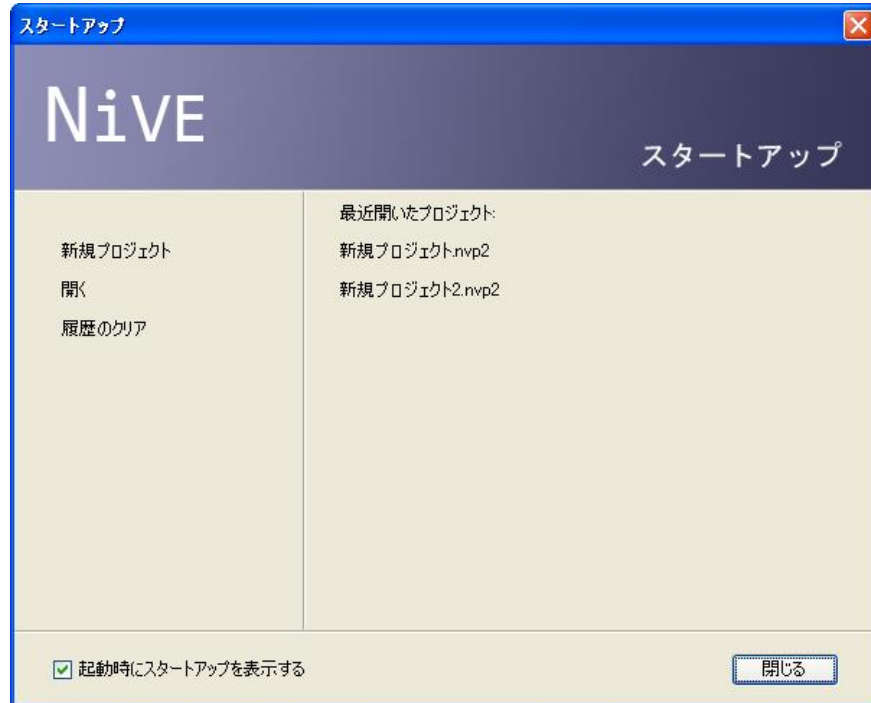 スタートアップ
NiVE
スタートアップ
新規プロジェクト
開く
履歴のクリア
最近開いたプロジェクト:
新規プロジェクト.nvp2
新規プロジェクト2.nvp2
起動時にスタートアップを表示する
閉じる